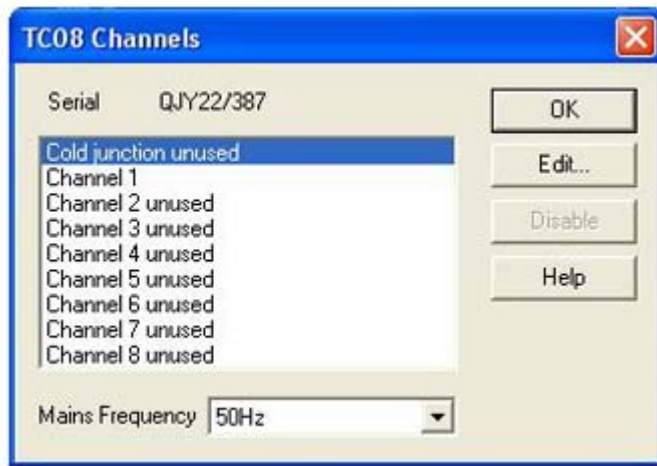 TC08 Channels
Serial QJY22/387
OK
Cold junction unused
Channel 1
Edit...
Channel 2 unused
Channel 3 unused
Disable
Channel 4 unused
Channel 5 unused
Help
Channel 6 unused
Channel 7 unused
Channel 8 unused
Mains Frequency 50Hz